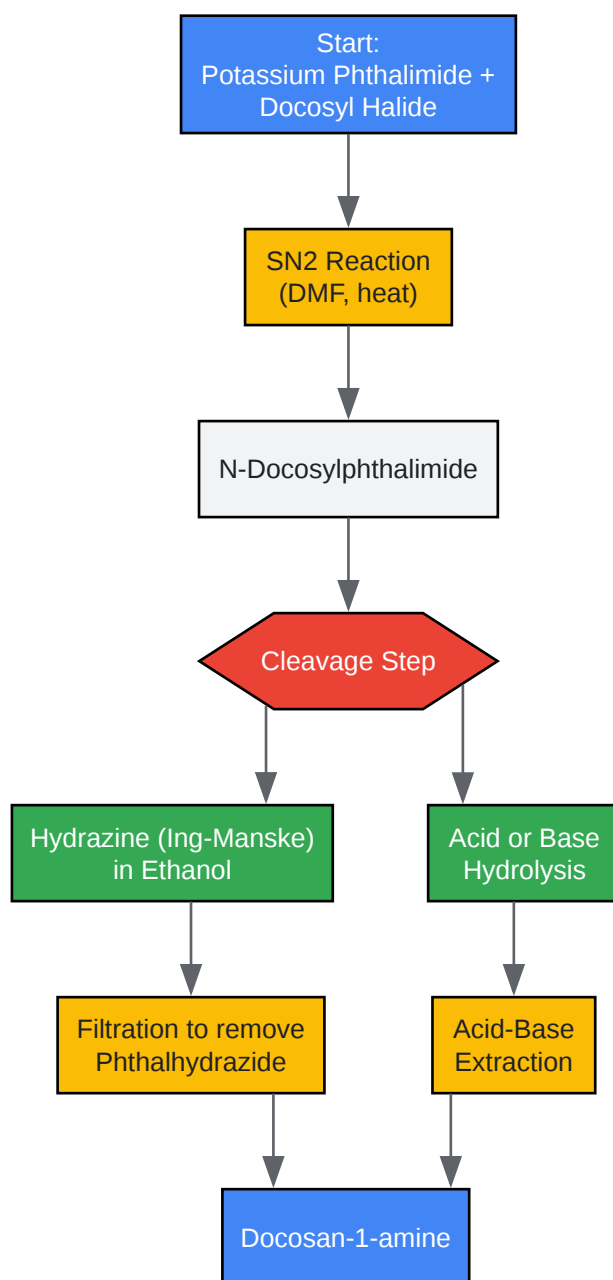 Start:
Potassium Phthalimide +
Docosyl Halide
SN2 Reaction
(DMF, heat)
N-Docosylphthalimide
Cleavage Step
Hydrazine (Ing-Manske)
in Ethanol
Acid or Base
Hydrolysis
Filtration to remove
Phthalhydrazide
Acid-Base
Extraction
Docosan-1-amine